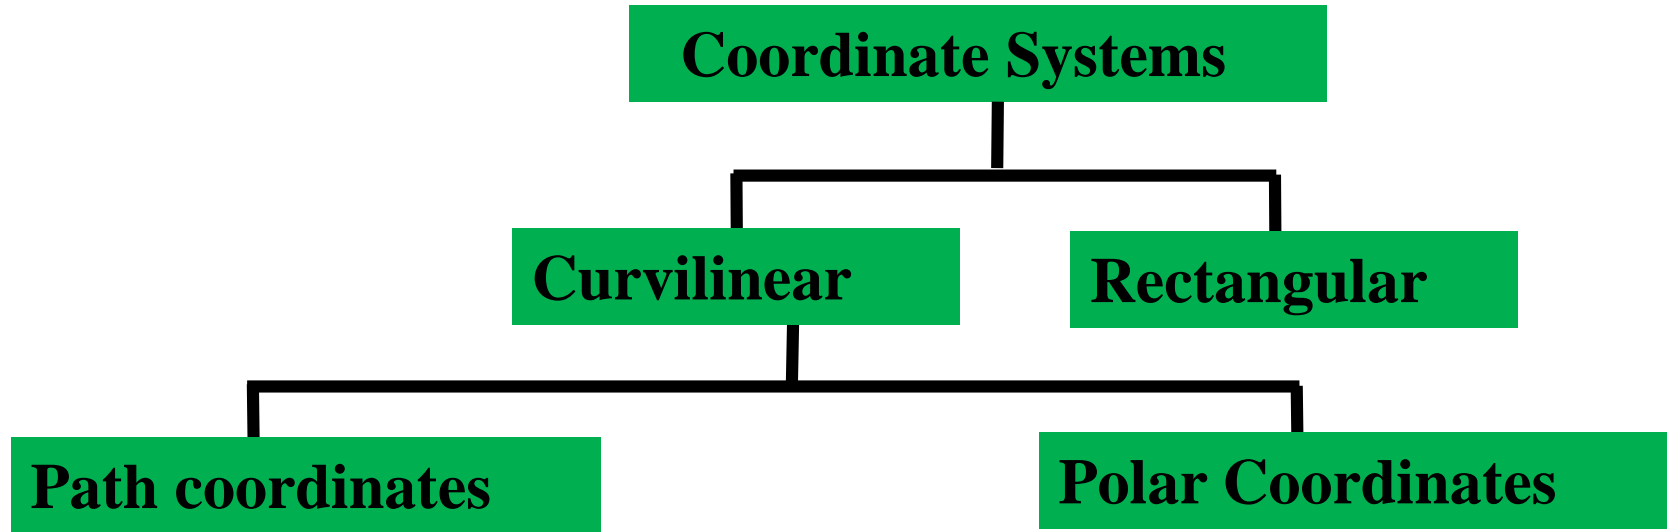 Coordinate Systems
Curvilinear
Rectangular
Path coordinates
Polar Coordinates